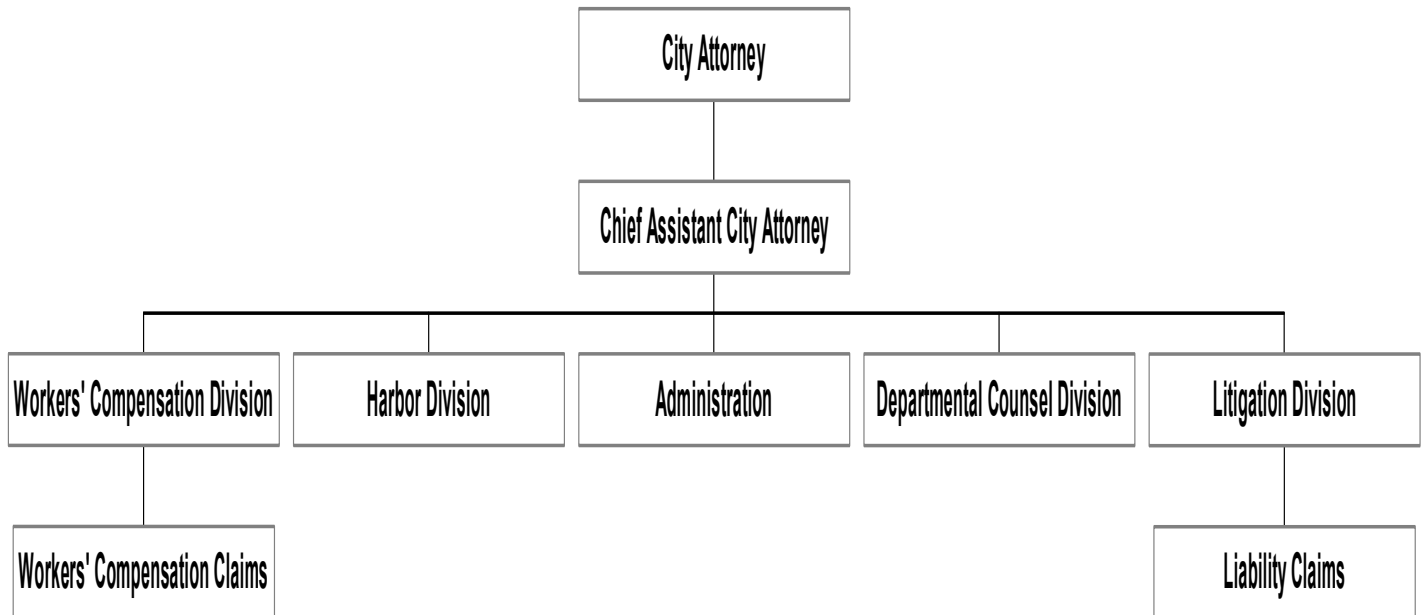 City Attorney
Chief Assistant City Attorney
Workers' Compensation Division
Harbor Division
Administration
Departmental Counsel Division
Litigation Division
Workers' Compensation Claims
Liability Claims